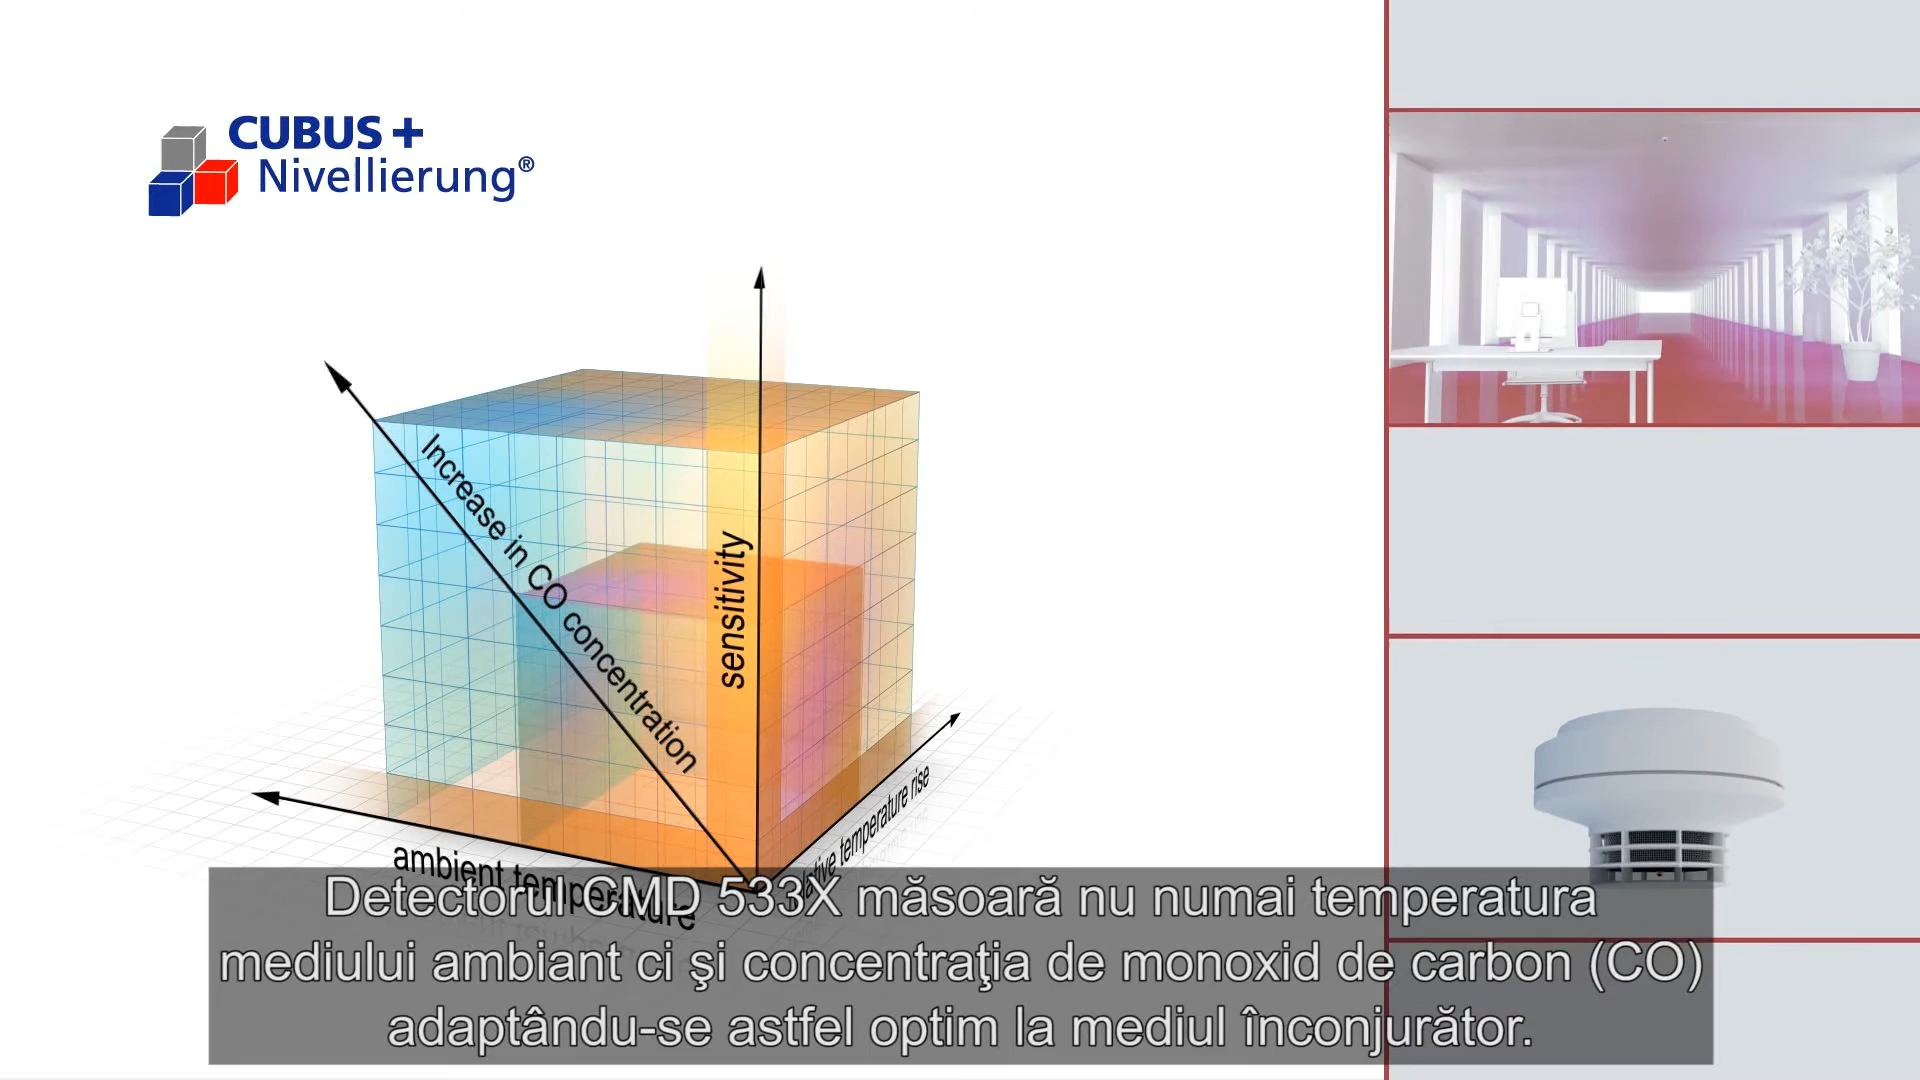 CUBUS +
Nivellierung®
Increase in CO concentration
sensitivity
ambient temperature
temperature rise
Detectorul CMD 533X măsoară nu numai temperatura
mediului ambiant ci şi concentraţia de monoxid de carbon (CO)
adaptându-se astfel optim la mediul înconjurător.